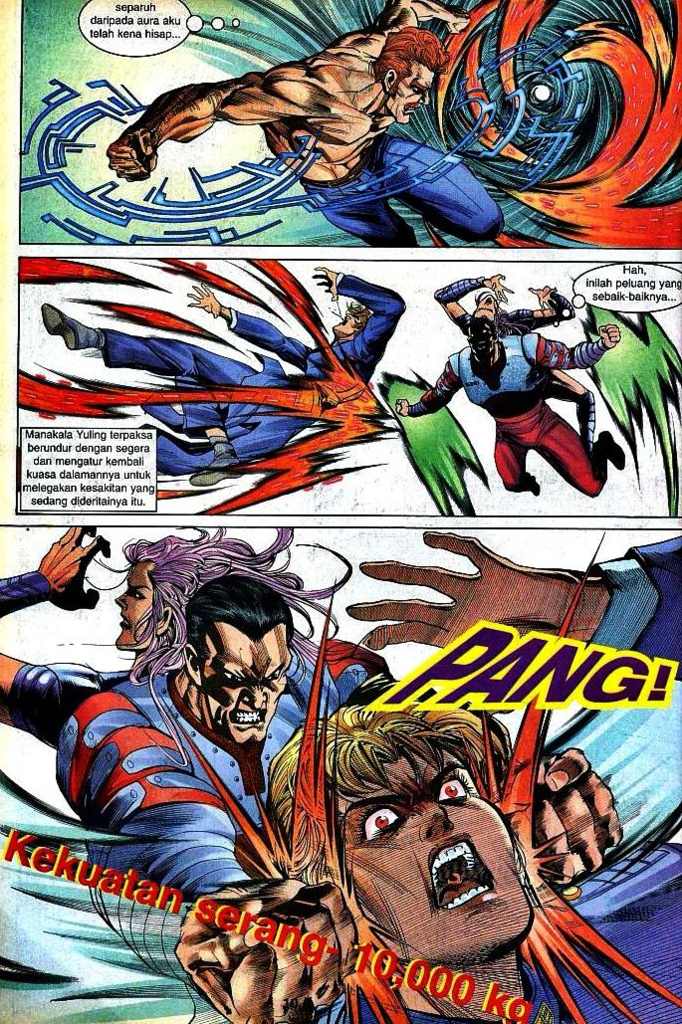 separuh
daripada aura aku
telah kena hisap...
Hah,
inilah peluang yang
sebaik-baiknya...
Manakala Yuling terpaksa
berundur dengan segera
dan mengatur kembali
kuasa dalamannya untuk
melegakan kesakitan yang
sedang dideritainya itu.
PANG!
Kekuatan serang- 10,000 kg